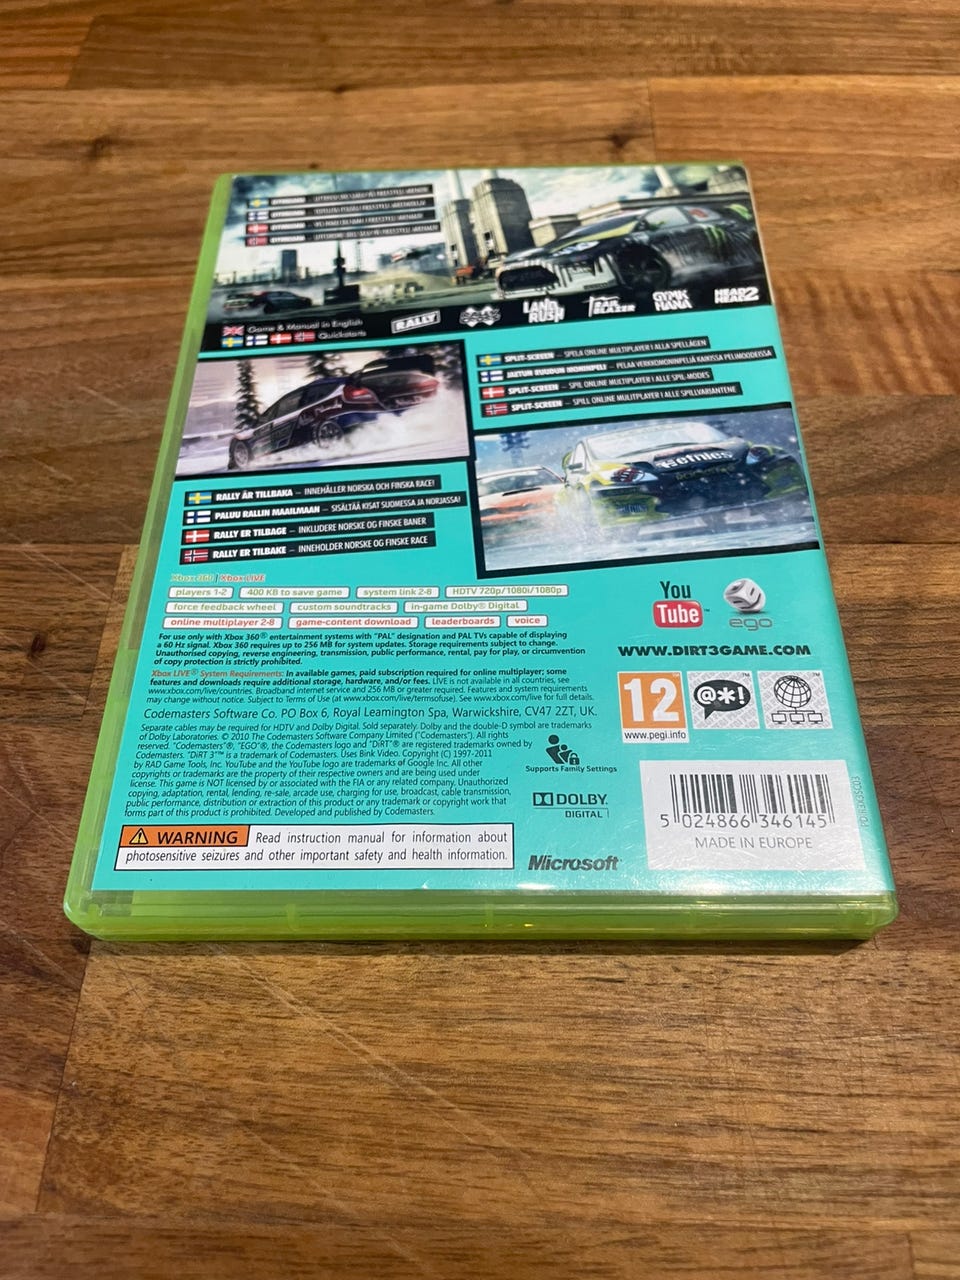 GYMKHANA
GYMKHANA
GYMKHANA
GYMKHANA
Game & Manual in English
Quickstarts
RALLY
LAND RUSH
TRAIL BLAZER
GYMK HANA
HEAD 2 HEAD
SPLIT-SCREEN – SPELA ONLINE MULTIPLAYER I ALLA SPELLÄGEN
JAETUN RUUDUN MONINPELI – PELAA VERKKOMONINPELIÄ KAIKISSA PELIMOODEISSA
SPLIT-SCREEN – SPIL ONLINE MULTIPLAYER I ALLE SPIL MODES
SPLIT-SCREEN – SPILL ONLINE MULITPLAYER I ALLE SPILLVARIANTENE
etnies
RALLY ÄR TILLBAKA – INNEHÅLLER NORSKA OCH FINSKA RACE!
PALUU RALLIN MAAILMAAN – SISÄLTÄÄ KISAT SUOMESSA JA NORJASSA!
RALLY ER TILBAGE – INKLUDERE NORSKE OG FINSKE BANER
RALLY ER TILBAKE – INNEHOLDER NORSKE OG FINSKE RACE
Xbox 360 | Xbox LIVE
players 1-2 400 KB to save game system link 2-8 HDTV 720p/1080i/1080p
force feedback wheel custom soundtracks in-game Dolby® Digital
online multiplayer 2-8 game-content download leaderboards voice
For use only with Xbox 360® entertainment systems with "PAL" designation and PAL TVs capable of displaying
a 60 Hz signal. Xbox 360 requires up to 256 MB for system updates. Storage requirements subject to change.
Unauthorised copying, reverse engineering, transmission, public performance, rental, pay for play, or circumvention
of copy protection is strictly prohibited.
Xbox LIVE® System Requirements: In available games, paid subscription required for online multiplayer; some
features and downloads require additional storage, hardware, and/or fees. LIVE is not available in all countries, see
www.xbox.com/live/countries. Broadband internet service and 256 MB or greater required. Features and system requirements
may change without notice. Subject to Terms of Use (at www.xbox.com/live/termsofuse). See www.xbox.com/live for full details.
Codemasters Software Co. PO Box 6, Royal Leamington Spa, Warwickshire, CV47 2ZT, UK.
Separate cables may be required for HDTV and Dolby Digital. Sold separately. Dolby and the double-D symbol are trademarks
of Dolby Laboratories. © 2010 The Codemasters Software Company Limited ("Codemasters"). All rights
reserved. "Codemasters"®, "EGO"®, the Codemasters logo and "DiRT"® are registered trademarks owned by
Codemasters. "DiRT 3"™ is a trademark of Codemasters. Uses Bink Video. Copyright (C) 1997-2011
by RAD Game Tools, Inc. YouTube and the YouTube logo are trademarks of Google Inc. All other
copyrights or trademarks are the property of their respective owners and are being used under
license. This game is NOT licensed by or associated with the FIA or any related company. Unauthorized
copying, adaptation, rental, lending, re-sale, arcade use, charging for use, broadcast, cable transmission,
public performance, distribution or extraction of this product or any trademark or copyright work that
forms part of this product is prohibited. Developed and published by Codemasters.
WARNING Read instruction manual for information about
photosensitive seizures and other important safety and health information.
You
Tube™
ego
WWW.DIRT3GAME.COM
12
www.pegi.info
@*!
Supports Family Settings
DOLBY
DIGITAL
Microsoft®
5 024866 346145
MADE IN EUROPE